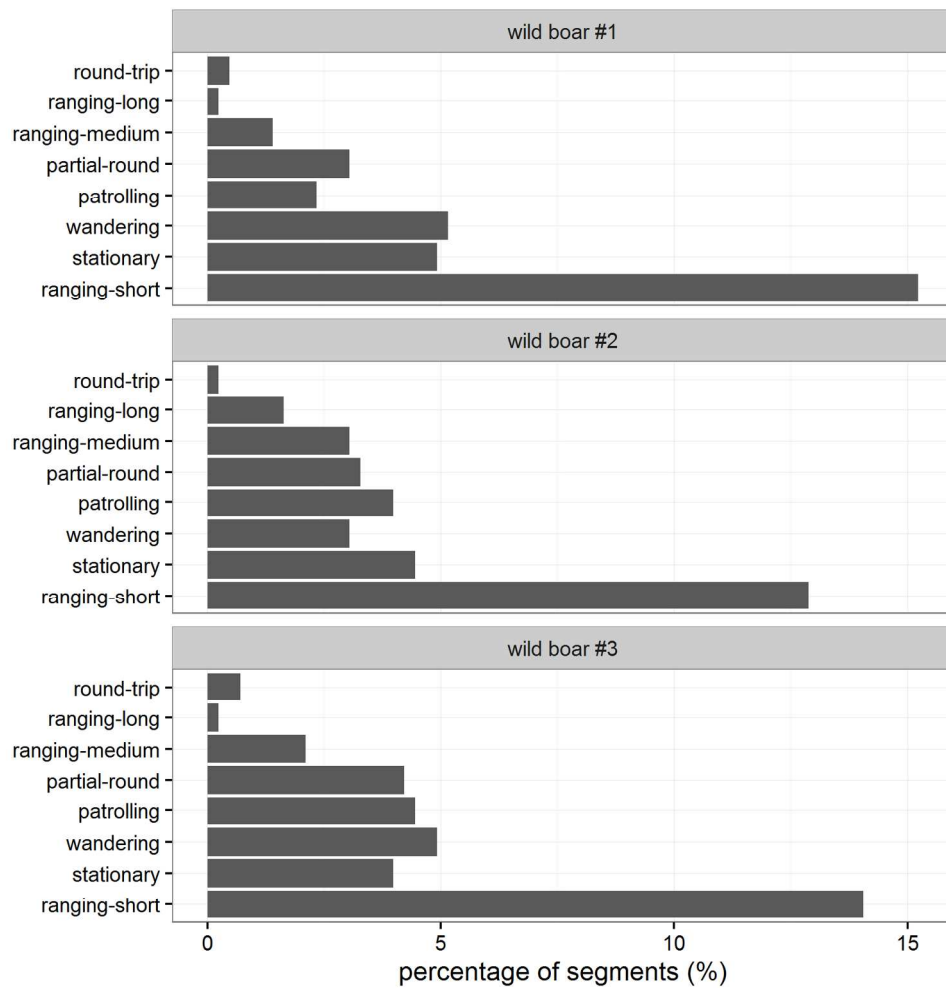 wild boar #1
round-trip
ranging-long
ranging-medium
partial-round
patrolling
wandering
stationary
ranging-short
wild boar #2
round-trip
ranging-long
ranging-medium
partial-round
patrolling
wandering
stationary
ranging-short
wild boar #3
round-trip
ranging-long
ranging-medium
partial-round
patrolling
wandering
stationary
ranging-short
0 5 10 15
percentage of segments (%)